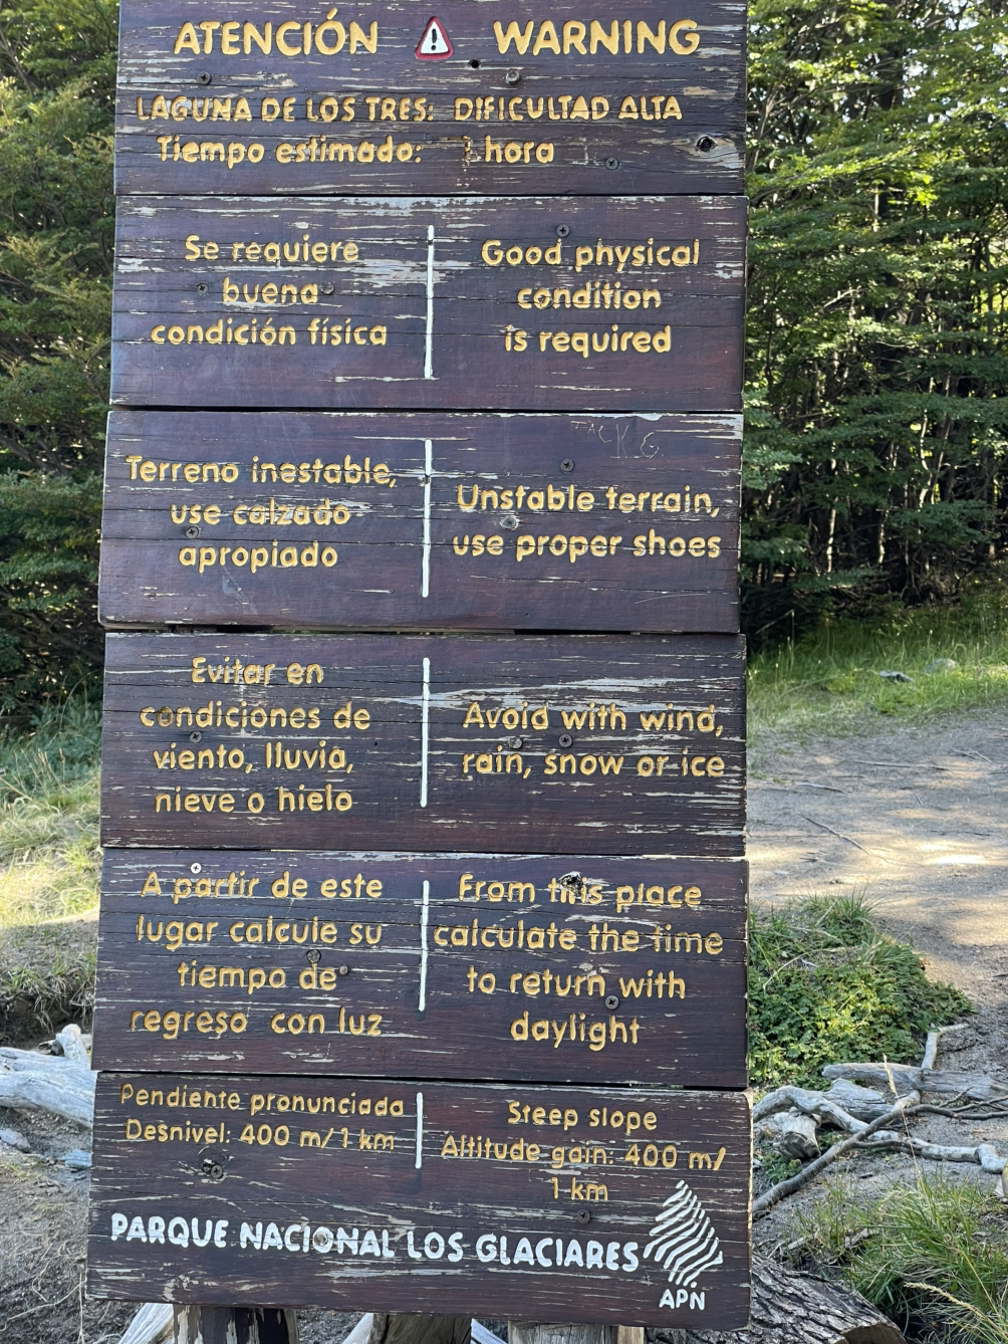 ATENCIÓN WARNING
LAGUNA DE LOS TRES: DIFICULTAD ALTA
Tiempo estimado: 1 hora
Se requiere
buena
condición física
Good physical
condition
is required
Terreno inestable,
use calzado
apropiado
Unstable terrain,
use proper shoes
Evitar en
condiciones de
viento, lluvia,
nieve o hielo
Avoid with wind,
rain, snow or ice
A partir de este
lugar calcule su
tiempo de
regreso con luz
From this place
calculate the time
to return with
daylight
Pendiente pronunciada
Desnivel: 400 m/1 km
Steep slope
Altitude gain: 400 m/
1 km
PARQUE NACIONAL LOS GLACIARES
APN